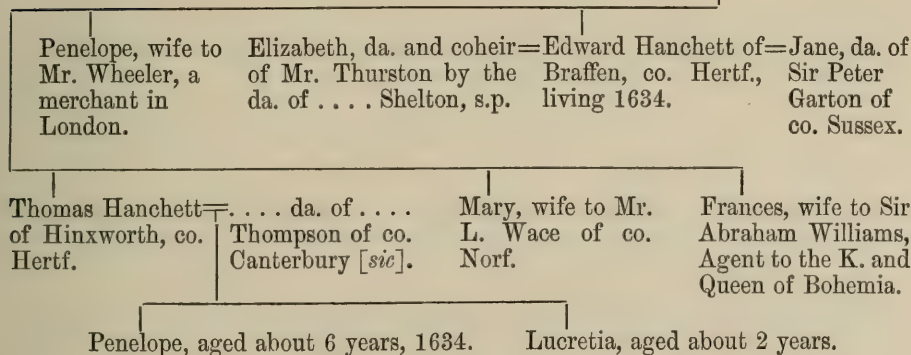 Penelope, wife to
Mr. Wheeler, a
merchant in
London.
Elizabeth, da. and coheir=
of Mr. Thurston by the
da. of . . . . Shelton, s.p.
Edward Hanchett of=
Braffen, co. Hertf.,
living 1634.
Jane, da. of
Sir Peter
Garton of
co. Sussex.
Thomas Hanchett=
of Hinxworth, co.
Hertf.
. . . . da. of . . . .
Thompson of co.
Canterbury [sic].
Mary, wife to Mr.
L. Wace of co.
Norf.
Frances, wife to Sir
Abraham Williams,
Agent to the K. and
Queen of Bohemia.
Penelope, aged about 6 years, 1634.
Lucretia, aged about 2 years.